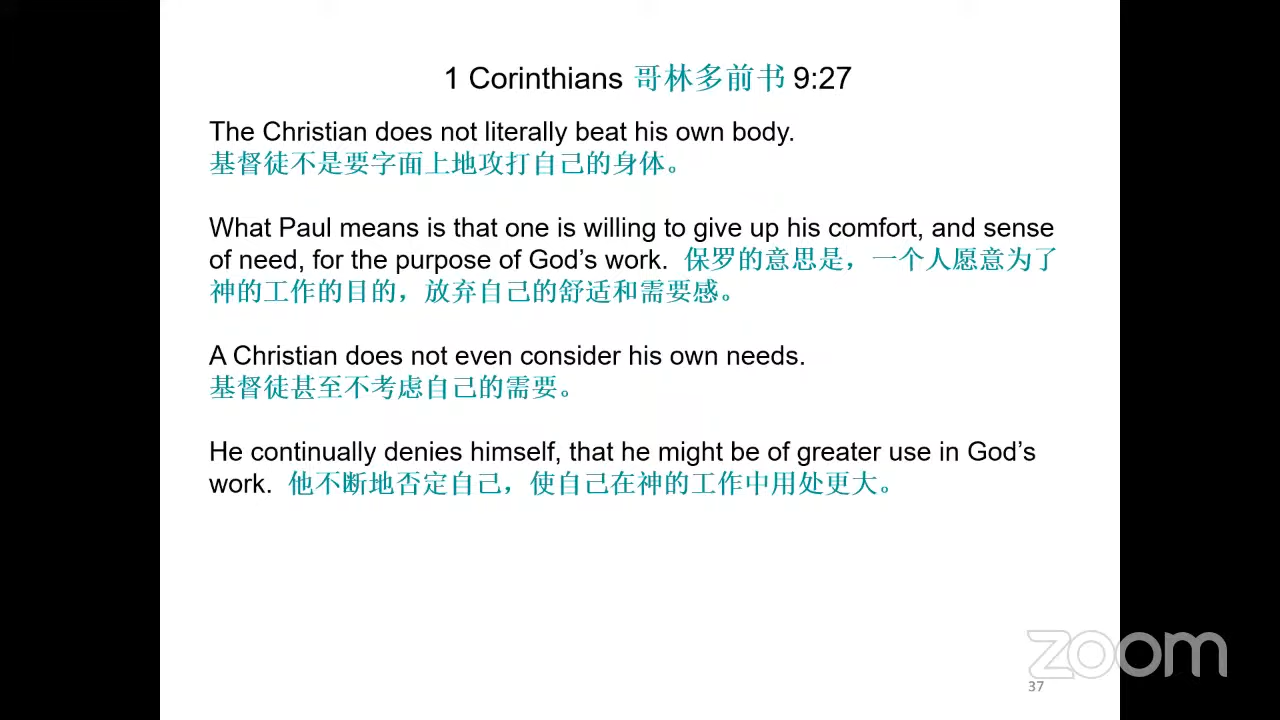 1 Corinthians 哥林多前书 9:27
The Christian does not literally beat his own body.
基督徒不是要字面上地攻打自己的身体。
What Paul means is that one is willing to give up his comfort, and sense
of need, for the purpose of God’s work. 保罗的意思是，一个人愿意为了
神的工作的目的，放弃自己的舒适和需要感。
A Christian does not even consider his own needs.
基督徒甚至不考虑自己的需要。
He continually denies himself, that he might be of greater use in God’s
work. 他不断地否定自己，使自己在神的工作中用处更大。
zoom
37